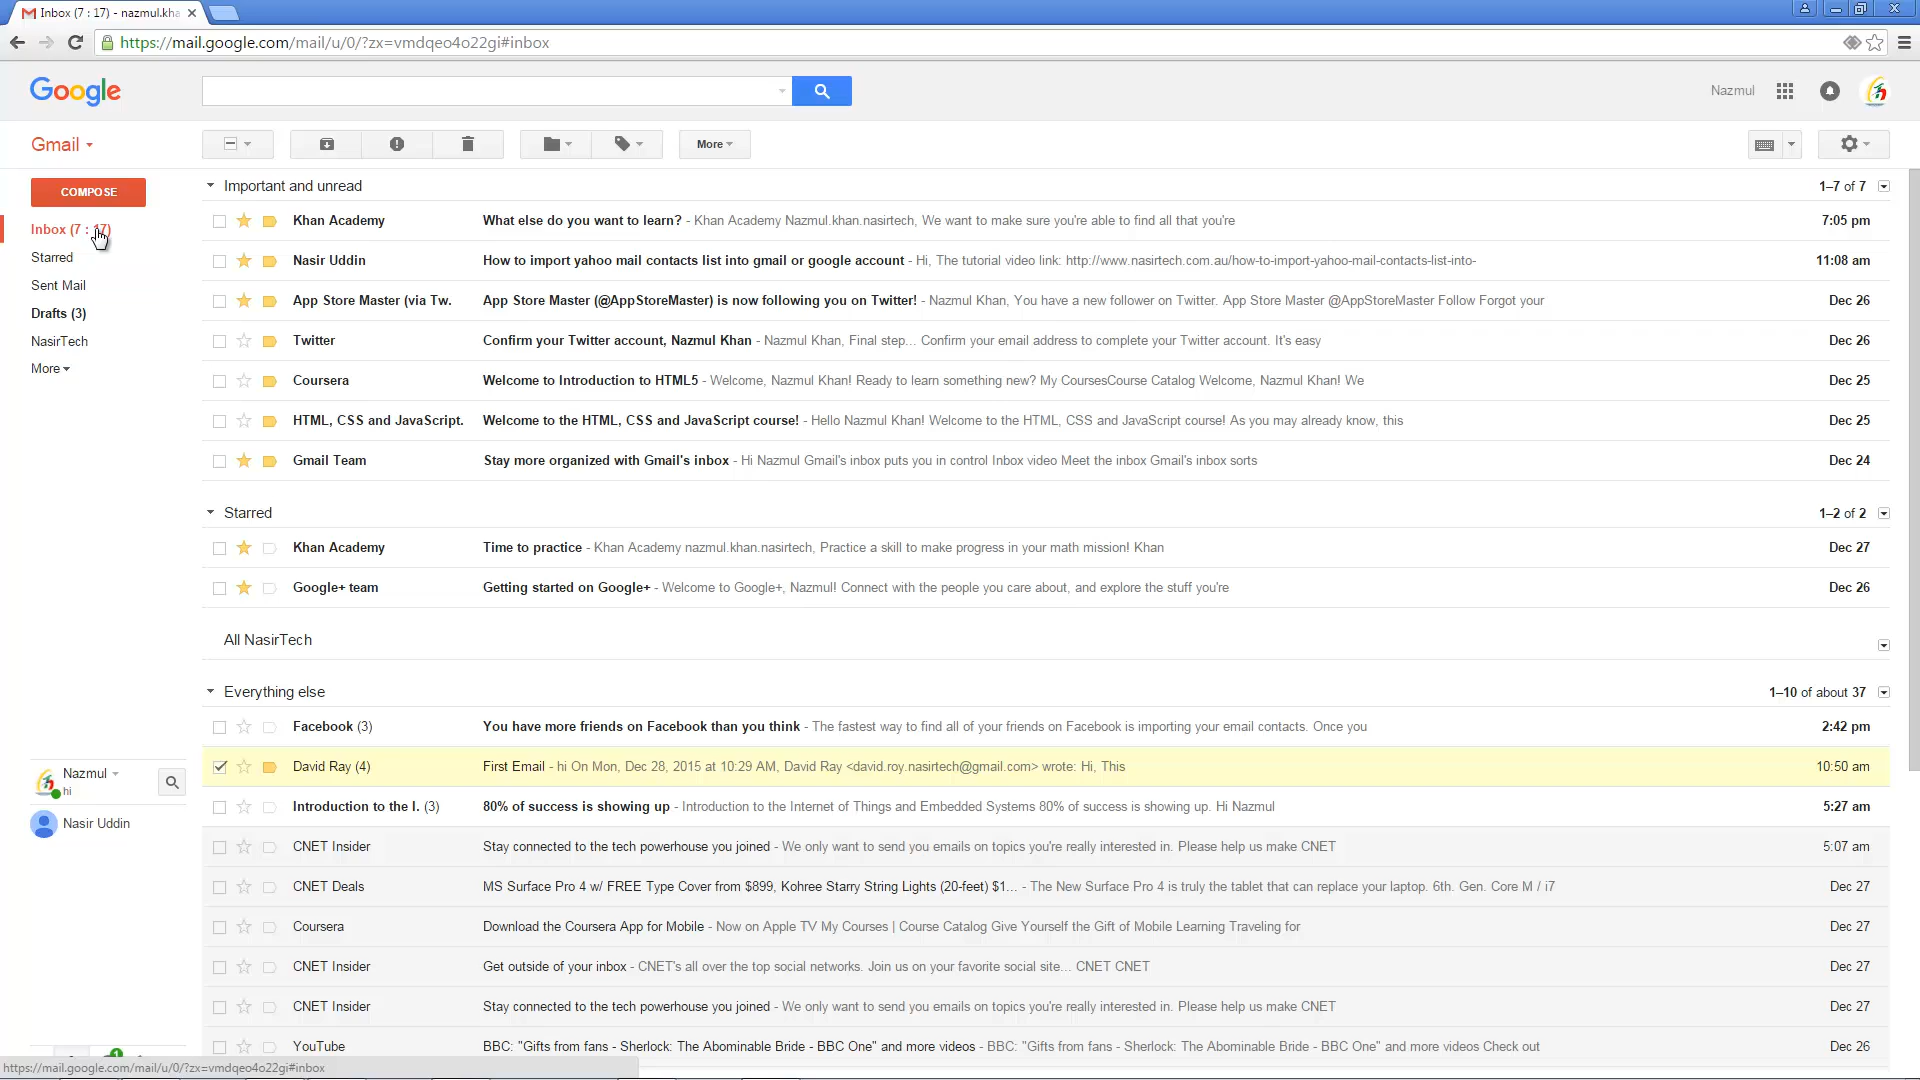 Inbox (7 : 17) - nazmul.kha
https://mail.google.com/mail/u/0/?zx=vmdqeo4o22gi#inbox
Google
Nazmul
Gmail
More
COMPOSE
Inbox (7 : 17)
Starred
Sent Mail
Drafts (3)
NasirTech
More
Important and unread 1–7 of 7
Khan Academy What else do you want to learn? - Khan Academy Nazmul.khan.nasirtech, We want to make sure you're able to find all that you're 7:05 pm
Nasir Uddin How to import yahoo mail contacts list into gmail or google account - Hi, The tutorial video link: http://www.nasirtech.com.au/how-to-import-yahoo-mail-contacts-list-into- 11:08 am
App Store Master (via Tw. App Store Master (@AppStoreMaster) is now following you on Twitter! - Nazmul Khan, You have a new follower on Twitter. App Store Master @AppStoreMaster Follow Forgot your Dec 26
Twitter Confirm your Twitter account, Nazmul Khan - Nazmul Khan, Final step... Confirm your email address to complete your Twitter account. It's easy Dec 26
Coursera Welcome to Introduction to HTML5 - Welcome, Nazmul Khan! Ready to learn something new? My CoursesCourse Catalog Welcome, Nazmul Khan! We Dec 25
HTML, CSS and JavaScript. Welcome to the HTML, CSS and JavaScript course! - Hello Nazmul Khan! Welcome to the HTML, CSS and JavaScript course! As you may already know, this Dec 25
Gmail Team Stay more organized with Gmail's inbox - Hi Nazmul Gmail's inbox puts you in control Inbox video Meet the inbox Gmail's inbox sorts Dec 24
Starred 1–2 of 2
Khan Academy Time to practice - Khan Academy nazmul.khan.nasirtech, Practice a skill to make progress in your math mission! Khan Dec 27
Google+ team Getting started on Google+ - Welcome to Google+, Nazmul! Connect with the people you care about, and explore the stuff you're Dec 26
All NasirTech
Everything else 1–10 of about 37
Facebook (3) You have more friends on Facebook than you think - The fastest way to find all of your friends on Facebook is importing your email contacts. Once you 2:42 pm
David Ray (4) First Email - hi On Mon, Dec 28, 2015 at 10:29 AM, David Ray <david.roy.nasirtech@gmail.com> wrote: Hi, This 10:50 am
Introduction to the I. (3) 80% of success is showing up - Introduction to the Internet of Things and Embedded Systems 80% of success is showing up. Hi Nazmul 5:27 am
CNET Insider Stay connected to the tech powerhouse you joined - We only want to send you emails on topics you're really interested in. Please help us make CNET 5:07 am
CNET Deals MS Surface Pro 4 w/ FREE Type Cover from $899, Kohree Starry String Lights (20-feet) $1... - The New Surface Pro 4 is truly the tablet that can replace your laptop. 6th. Gen. Core M / i7 Dec 27
Coursera Download the Coursera App for Mobile - Now on Apple TV My Courses | Course Catalog Give Yourself the Gift of Mobile Learning Traveling for Dec 27
CNET Insider Get outside of your inbox - CNET's all over the top social networks. Join us on your favorite social site... CNET CNET Dec 27
CNET Insider Stay connected to the tech powerhouse you joined - We only want to send you emails on topics you're really interested in. Please help us make CNET Dec 27
YouTube BBC: "Gifts from fans - Sherlock: The Abominable Bride - BBC One" and more videos - BBC: "Gifts from fans - Sherlock: The Abominable Bride - BBC One" and more videos Check out Dec 26
Nazmul
hi
Nasir Uddin
1
https://mail.google.com/mail/u/0/?zx=vmdqeo4o22gi#inbox